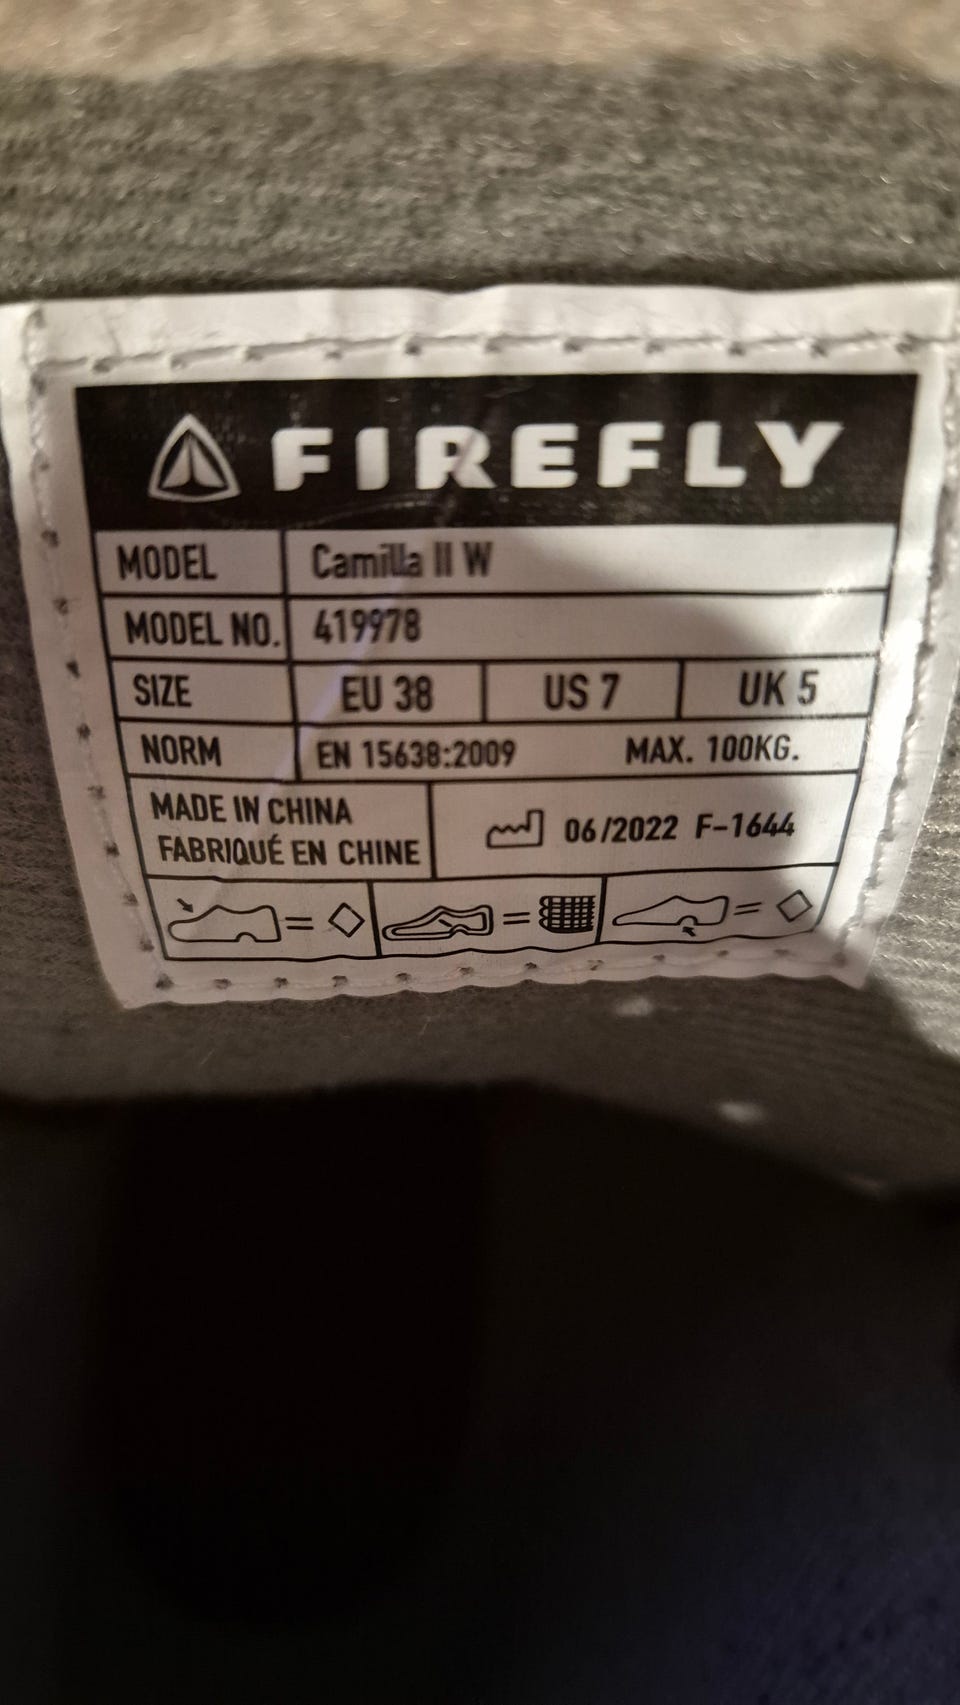 FIREFLY
MODEL Camilla II W
MODEL NO. 419978
SIZE EU 38 US 7 UK 5
NORM EN 15638:2009 MAX. 100KG.
MADE IN CHINA
FABRIQUÉ EN CHINE
06/2022 F-1644
= = =